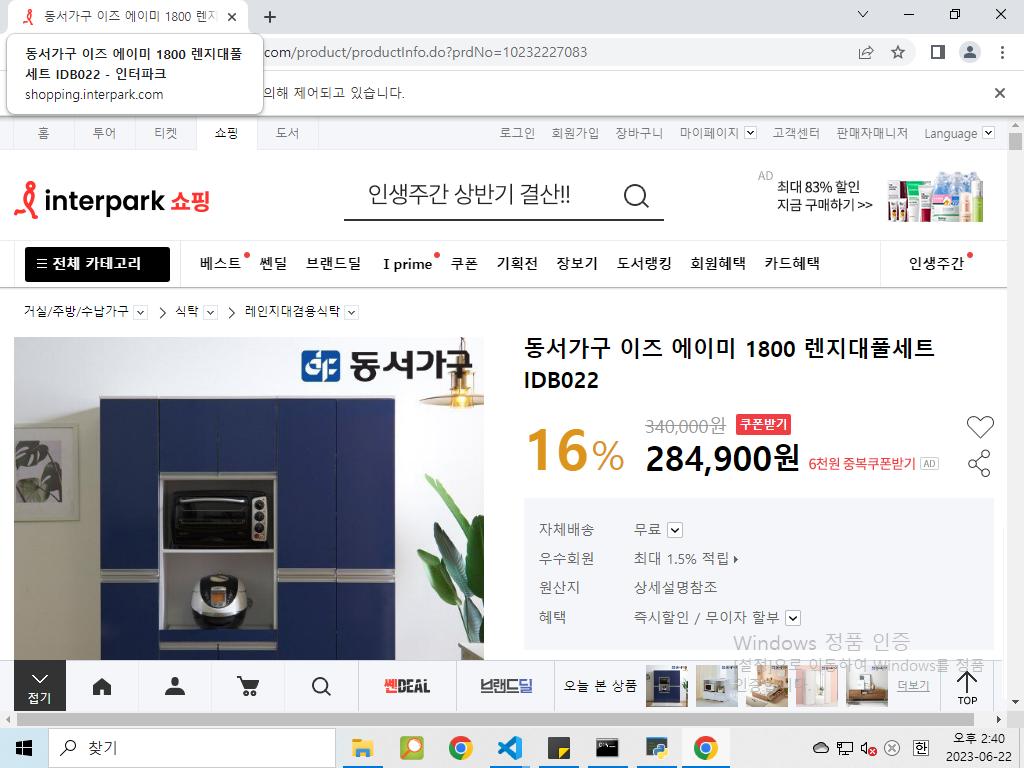 동서가구 이즈 에이미 1800 렌지
동서가구 이즈 에이미 1800 렌지대풀
세트 IDB022 - 인터파크
shopping.interpark.com
com/product/productInfo.do?prdNo=10232227083
의해 제어되고 있습니다.
홈 투어 티켓 쇼핑 도서 로그인 회원가입 장바구니 마이페이지 고객센터 판매자매니저 Language
interpark 쇼핑
인생주간 상반기 결산!!
AD 최대 83% 할인
지금 구매하기 >>
전체 카테고리 베스트 쎈딜 브랜드딜 I prime 쿠폰 기획전 장보기 도서랭킹 회원혜택 카드혜택 인생주간
거실/주방/수납가구 식탁 레인지대겸용식탁
동서가구
동서가구 이즈 에이미 1800 렌지대풀세트
IDB022
16% 340,000원 쿠폰받기
284,900원 6천원 중복쿠폰받기 AD
자체배송 무료
우수회원 최대 1.5% 적립
원산지 상세설명참조
혜택 즉시할인 / 무이자 할부
Windows 정품 인증
[설정]으로 이동하여 Windows를 정품
인증합니다.
접기 쎈DEAL 브랜드딜 오늘 본 상품 더보기 TOP
찾기
한
오후 2:40
2023-06-22